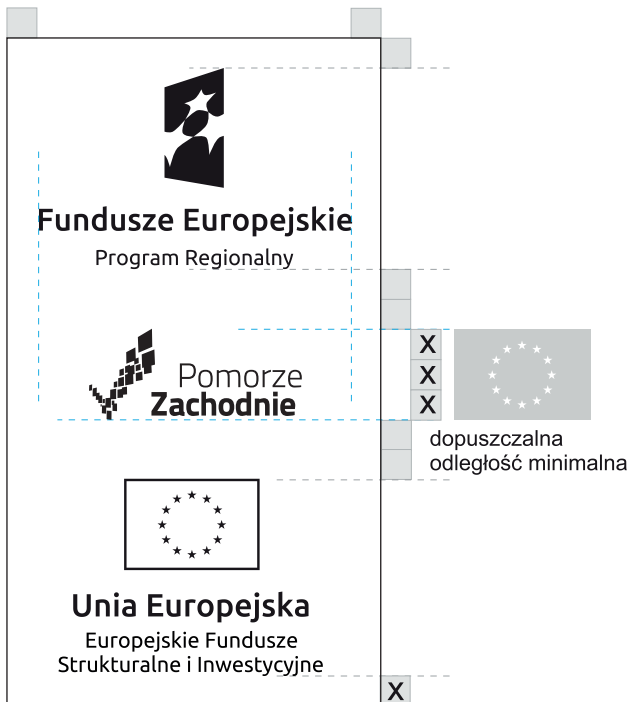 Fundusze Europejskie
Program Regionalny
Pomorze
Zachodnie
X
X
X
dopuszczalna
odległość minimalna
Unia Europejska
Europejskie Fundusze
Strukturalne i Inwestycyjne
X